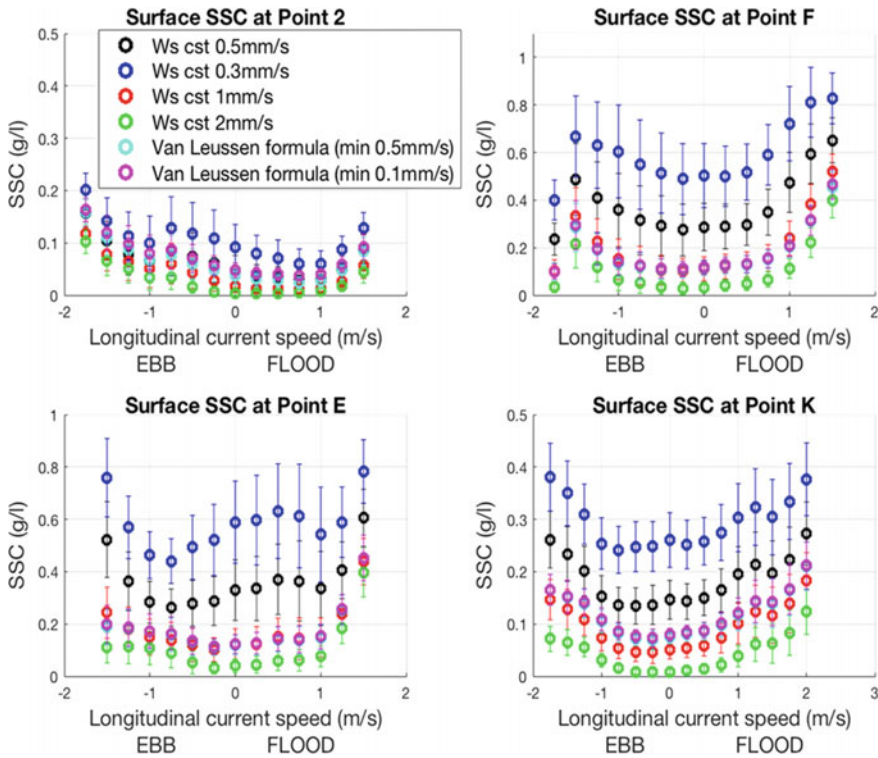 Surface SSC at Point 2
0.5
0.4
0.3
0.2
0.1
0
SSC (g/l)
Ws cst 0.5mm/s
Ws cst 0.3mm/s
Ws cst 1mm/s
Ws cst 2mm/s
Van Leussen formula (min 0.5mm/s)
Van Leussen formula (min 0.1mm/s)
-2 -1 0 1 2
Longitudinal current speed (m/s)
EBB FLOOD
Surface SSC at Point F
1
0.8
0.6
0.4
0.2
0
SSC (g/l)
-2 -1 0 1 2
Longitudinal current speed (m/s)
EBB FLOOD
Surface SSC at Point E
1
0.8
0.6
0.4
0.2
0
SSC (g/l)
-2 -1 0 1 2
Longitudinal current speed (m/s)
EBB FLOOD
Surface SSC at Point K
0.5
0.4
0.3
0.2
0.1
0
SSC (g/l)
-2 -1 0 1 2 3
Longitudinal current speed (m/s)
EBB FLOOD